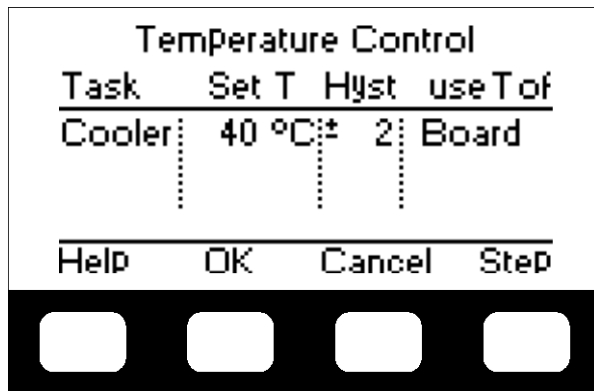 Temperature Control
Task Set T Hyst use T of
Cooler 40 °C ± 2 Board
Help OK Cancel Step